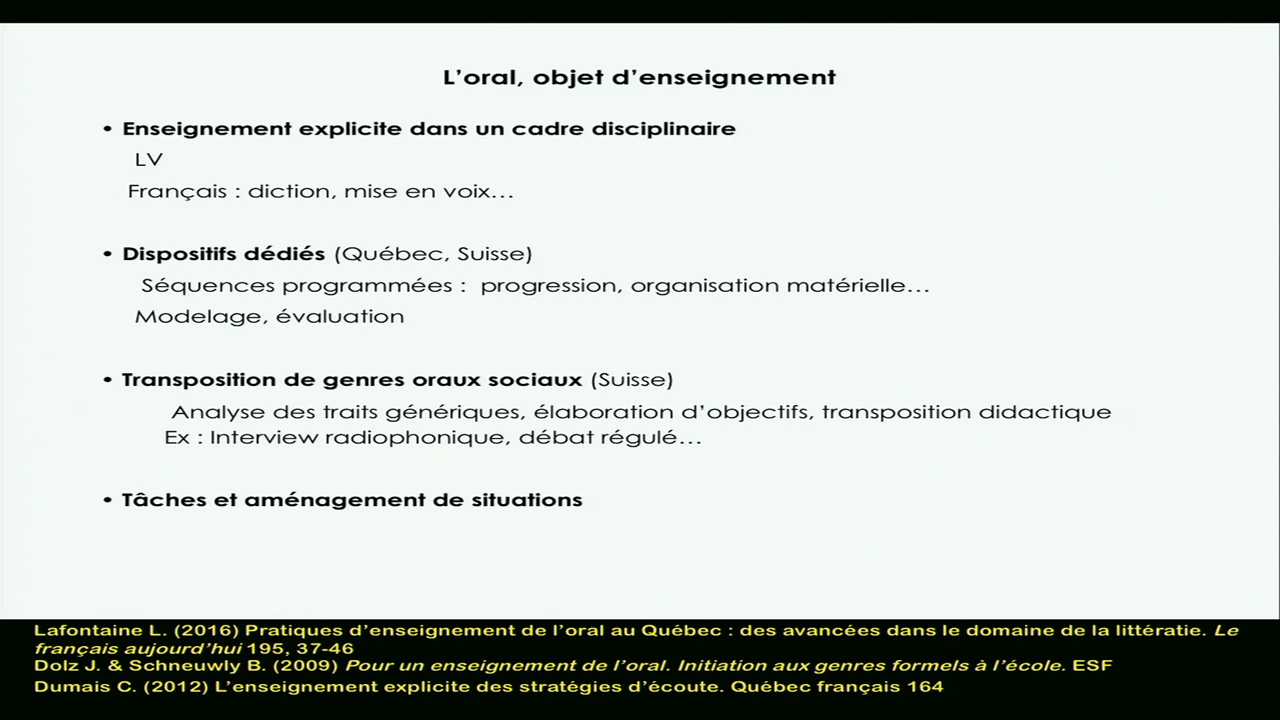 L'oral, objet d'enseignement
• Enseignement explicite dans un cadre disciplinaire
LV
Français : diction, mise en voix…
• Dispositifs dédiés (Québec, Suisse)
Séquences programmées : progression, organisation matérielle…
Modelage, évaluation
• Transposition de genres oraux sociaux (Suisse)
Analyse des traits génériques, élaboration d'objectifs, transposition didactique
Ex : Interview radiophonique, débat régulé…
• Tâches et aménagement de situations
Lafontaine L. (2016) Pratiques d'enseignement de l'oral au Québec : des avancées dans le domaine de la littératie. Le
français aujourd'hui 195, 37-46
Dolz J. & Schneuwly B. (2009) Pour un enseignement de l'oral. Initiation aux genres formels à l'école. ESF
Dumais C. (2012) L'enseignement explicite des stratégies d'écoute. Québec français 164